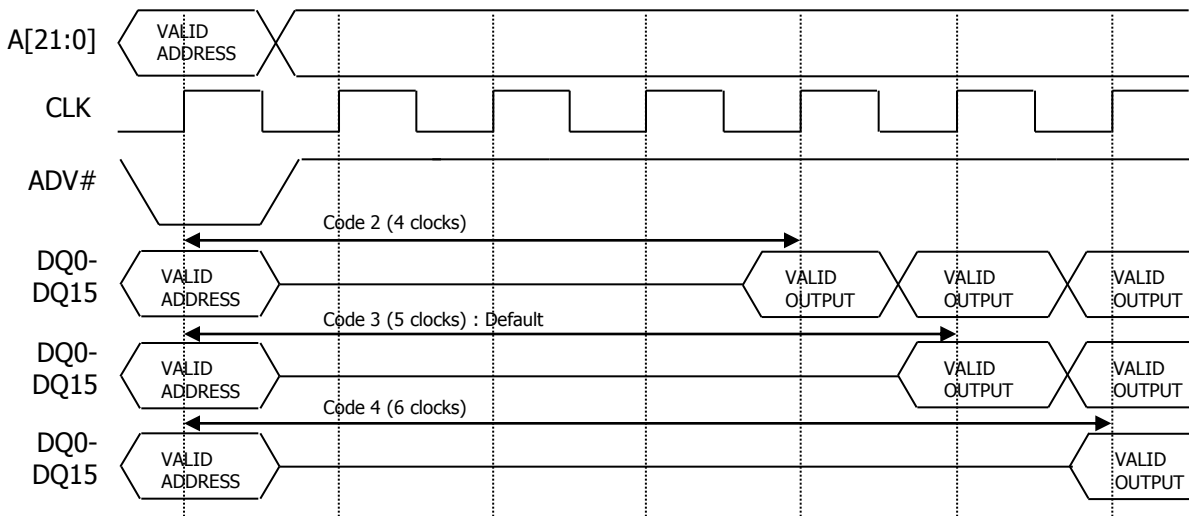 A[21:0]
VALID
ADDRESS
CLK
ADV#
Code 2 (4 clocks)
DQ0-
DQ15
VALID
ADDRESS
VALID
OUTPUT
VALID
OUTPUT
VALID
OUTPUT
Code 3 (5 clocks) : Default
DQ0-
DQ15
VALID
ADDRESS
VALID
OUTPUT
VALID
OUTPUT
Code 4 (6 clocks)
DQ0-
DQ15
VALID
ADDRESS
VALID
OUTPUT